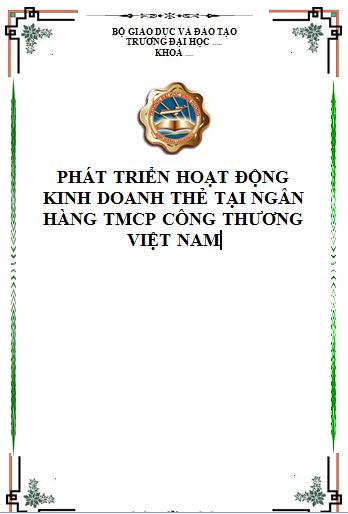 BỘ GIÁO DỤC VÀ ĐÀO TẠO
TRƯỜNG ĐẠI HỌC .....
KHOA ....
PHÁT TRIỂN HOẠT ĐỘNG
KINH DOANH THẺ TẠI NGÂN
HÀNG TMCP CÔNG THƯƠNG
VIỆT NAM